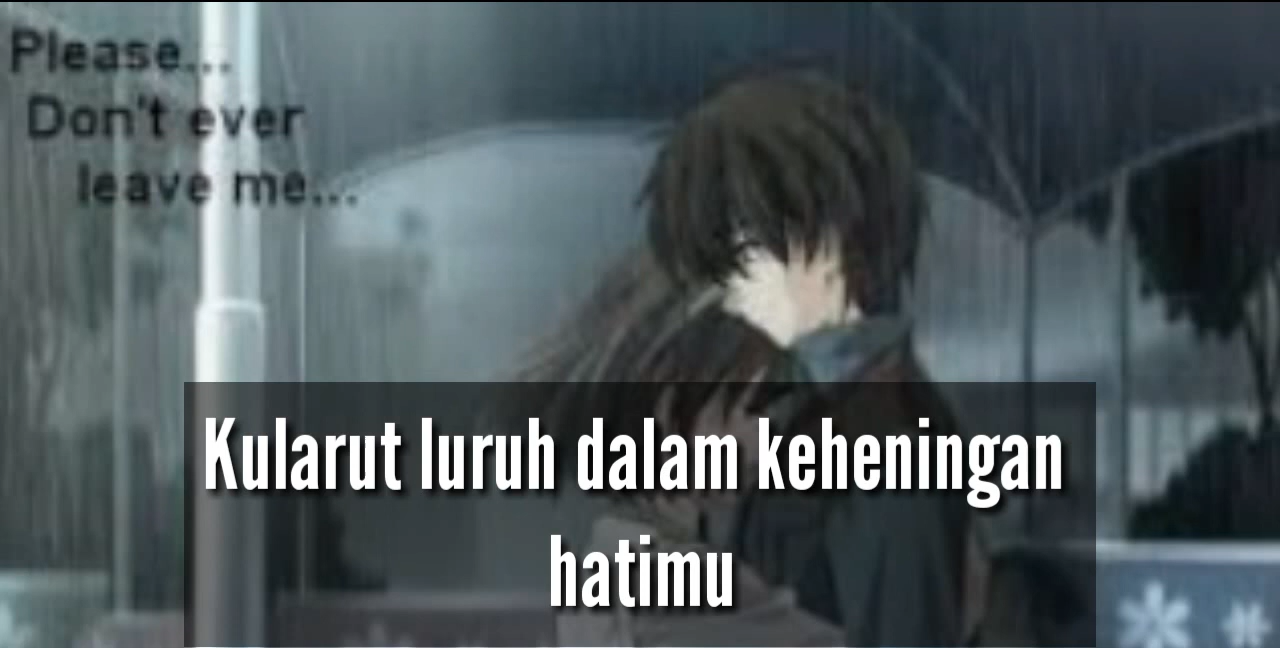 Please...
Don't ever
leave me...
Kularut luruh dalam keheningan
hatimu